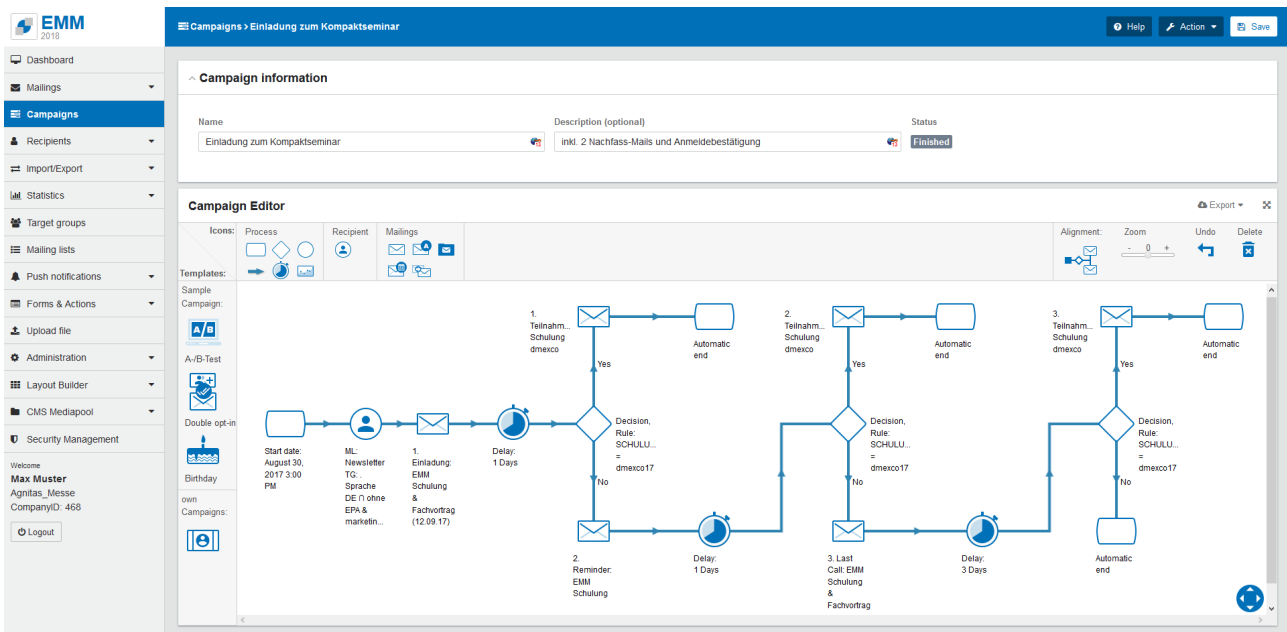 EMM
2018
Campaigns > Einladung zum Kompaktseminar
Help
Action
Save
Dashboard
Mailings
Campaigns
Recipients
Import/Export
Statistics
Target groups
Mailing lists
Push notifications
Forms & Actions
Upload file
Administration
Layout Builder
CMS Mediapool
Security Management
Welcome
Max Muster
Agnitas_Messe
CompanyID: 468
Logout
Campaign information
Name
Description (optional)
Status
Einladung zum Kompaktseminar
inkl. 2 Nachfass-Mails und Anmeldebestätigung
Finished
Campaign Editor
Export
Icons:
Process
Recipient
Mailings
Alignment:
Zoom
- 0 +
Undo
Delete
Templates:
Sample
Campaign:
A/B
A-/B-Test
Double opt-in
Birthday
own
Campaigns:
1.
Teilnahm...
Schulung
dmexco
Automatic
end
Yes
2.
Teilnahm...
Schulung
dmexco
Automatic
end
Yes
3.
Teilnahm...
Schulung
dmexco
Automatic
end
Yes
Start date:
August 30,
2017 3:00
PM
ML:
Newsletter
TG: .
Sprache
DE ∩ ohne
EPA &
marketin...
1.
Einladung:
EMM
Schulung
&
Fachvortrag
(12.09.17)
Delay:
1 Days
Decision,
Rule:
SCHULU...
=
dmexco17
No
Decision,
Rule:
SCHULU...
=
dmexco17
No
Decision,
Rule:
SCHULU...
=
dmexco17
No
2.
Reminder:
EMM
Schulung
Delay:
1 Days
3. Last
Call: EMM
Schulung
&
Fachvortrag
Delay:
3 Days
Automatic
end